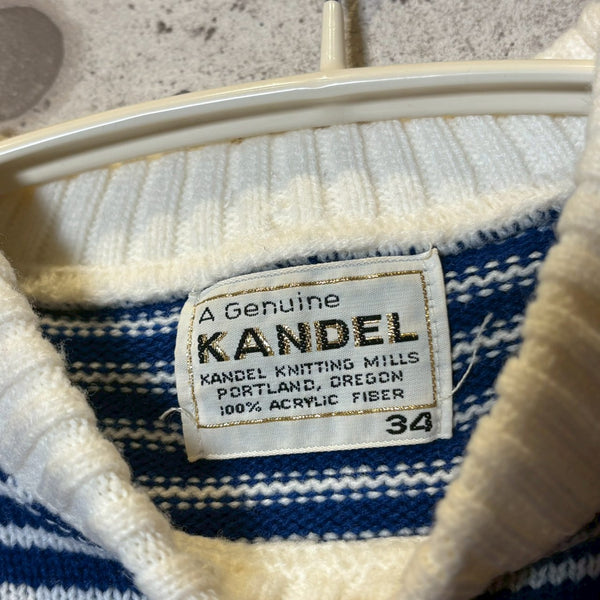 A Genuine
KANDEL
KANDEL KNITTING MILLS
PORTLAND, OREGON
100% ACRYLIC FIBER
34